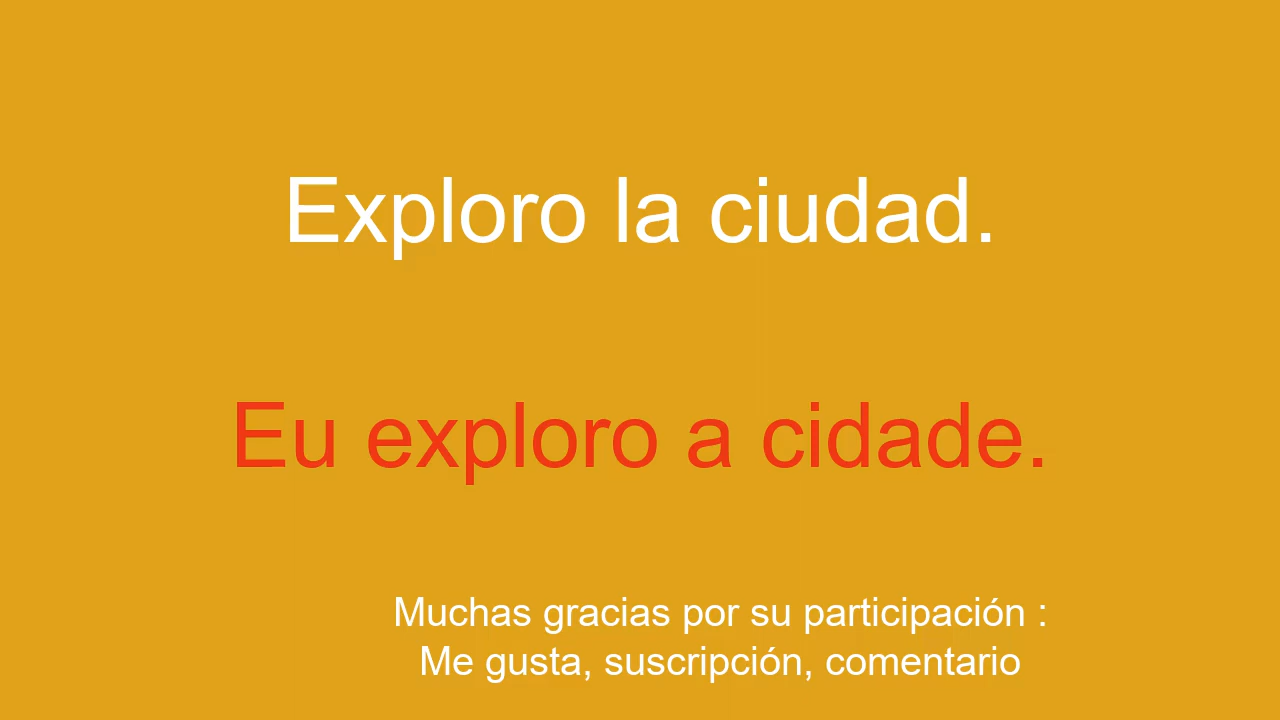 Exploro la ciudad.
Eu exploro a cidade.
Muchas gracias por su participación :
Me gusta, suscripción, comentario